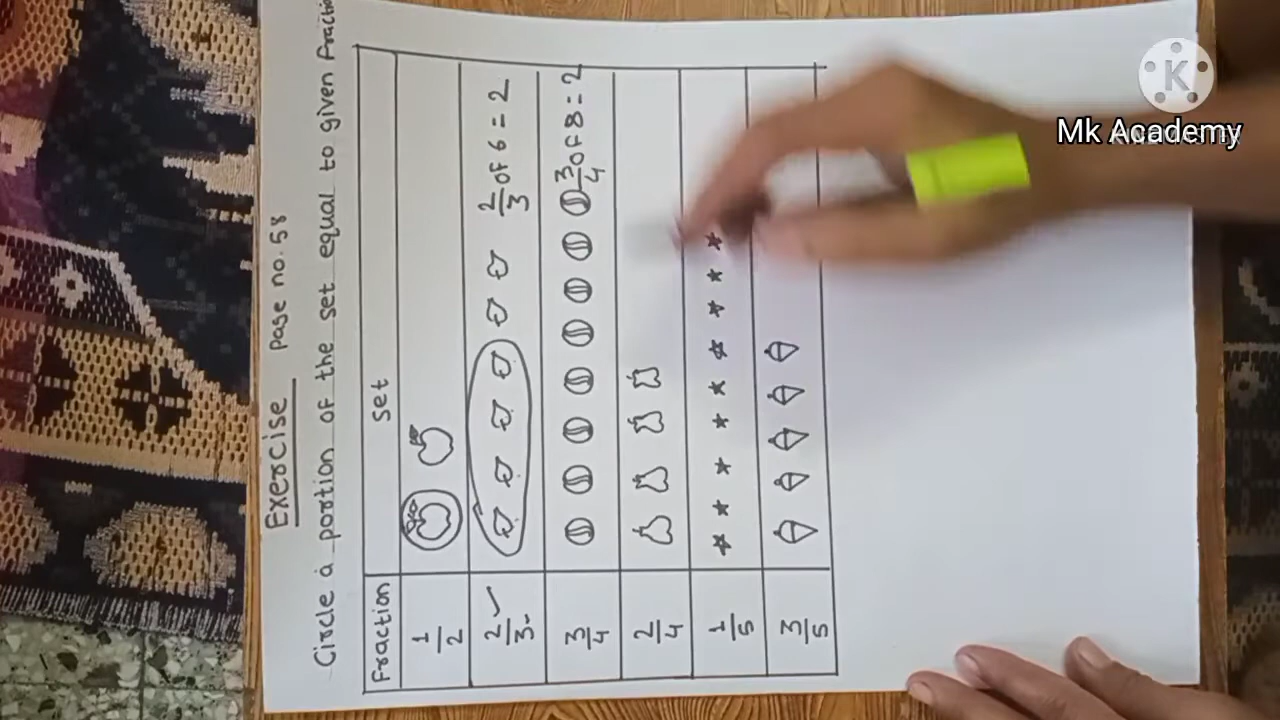 Exercise page no. 58
Circle a portion of the set equal to given
Fraction Set
1/2
2/3 ✓ 2/3 of 6 = 2
3/4 3/4 of 8 = 2
2/4
1/5
3/5
K
Mk Academy